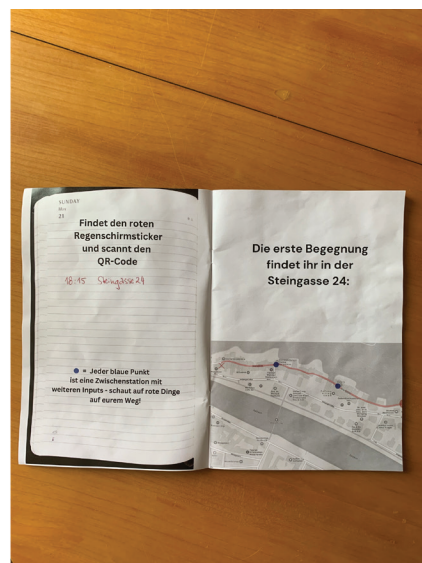 SUNDAY
May
25
Findet den roten
Regenschirmsticker
und scannt den
QR-Code
18:15 Steingasse 24
● = Jeder blaue Punkt
ist eine Zwischenstation mit
weiteren Inputs - schaut auf rote Dinge
auf eurem Weg!
Die erste Begegnung
findet ihr in der
Steingasse 24: